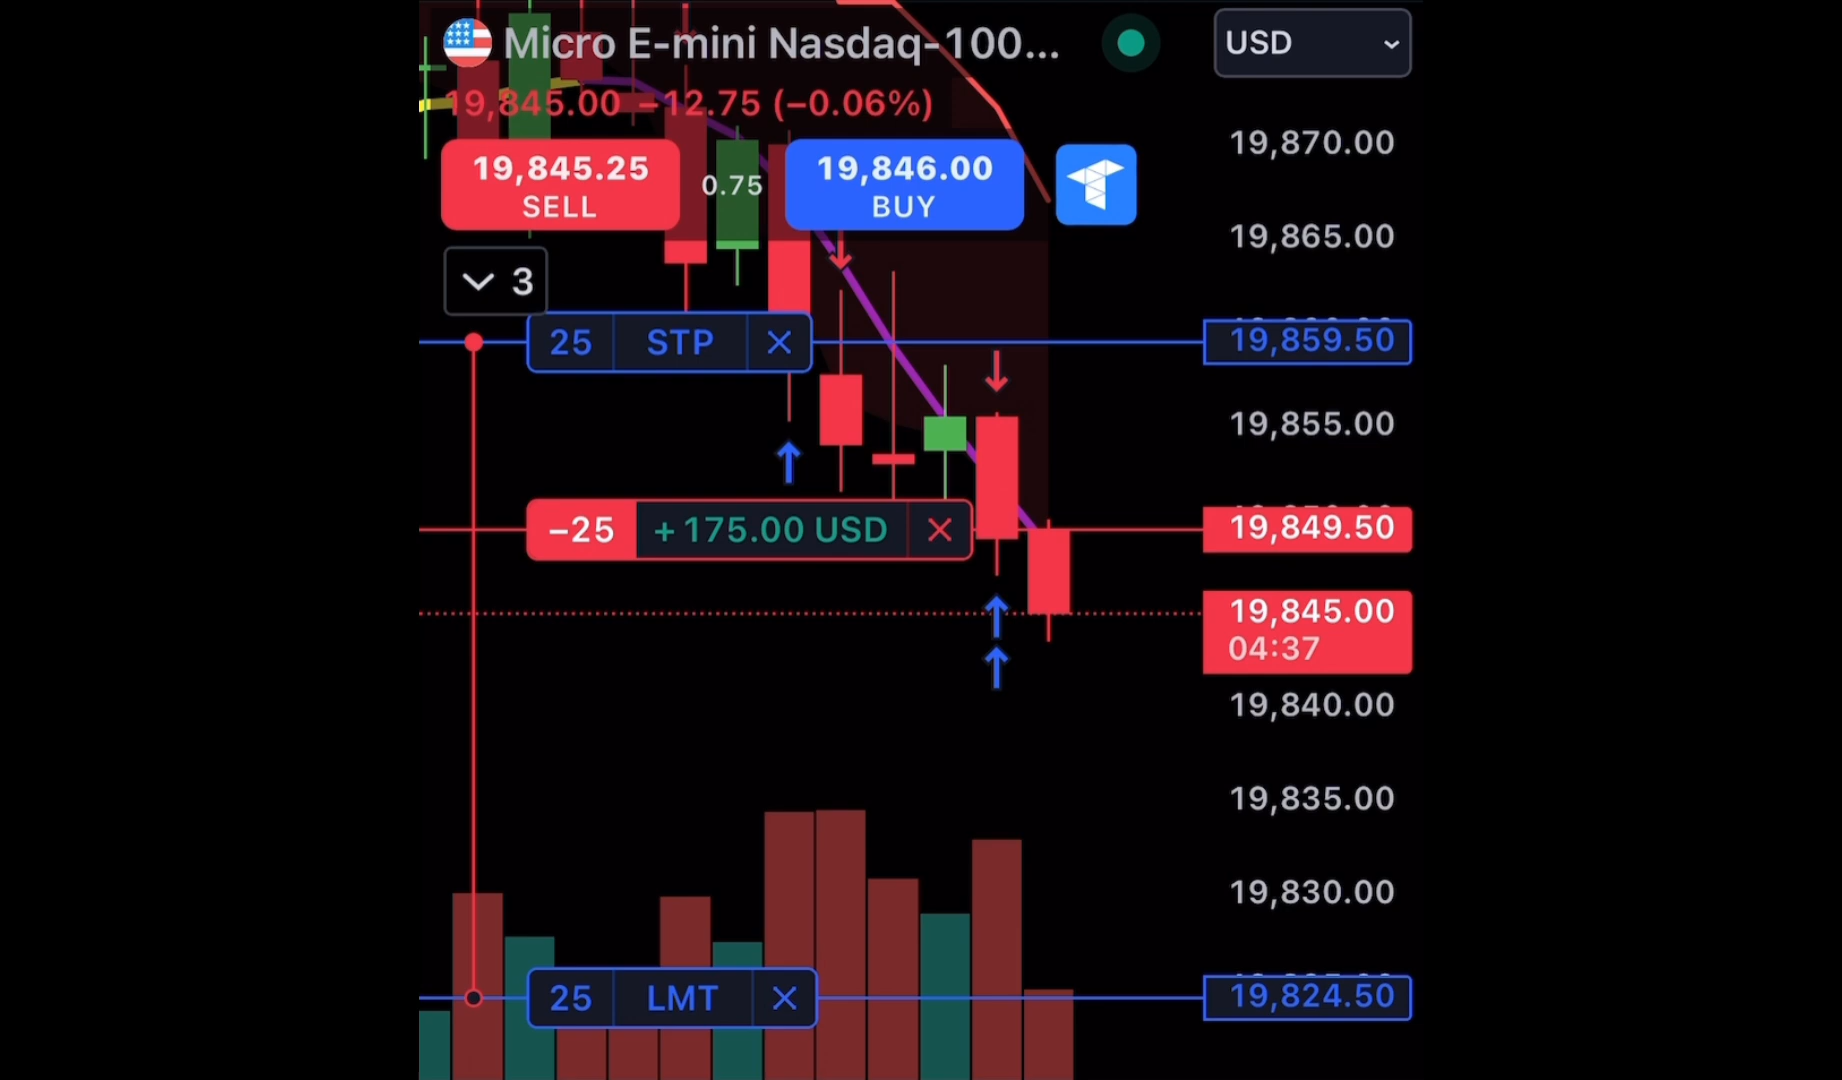 Micro E-mini Nasdaq-100...
USD
19,845.00 −12.75 (−0.06%)
19,870.00
19,845.25
SELL
0.75
19,846.00
BUY
19,865.00
3
25 STP
19,859.50
19,855.00
−25 +175.00 USD
19,849.50
19,845.00
04:37
19,840.00
19,835.00
19,830.00
25 LMT
19,824.50